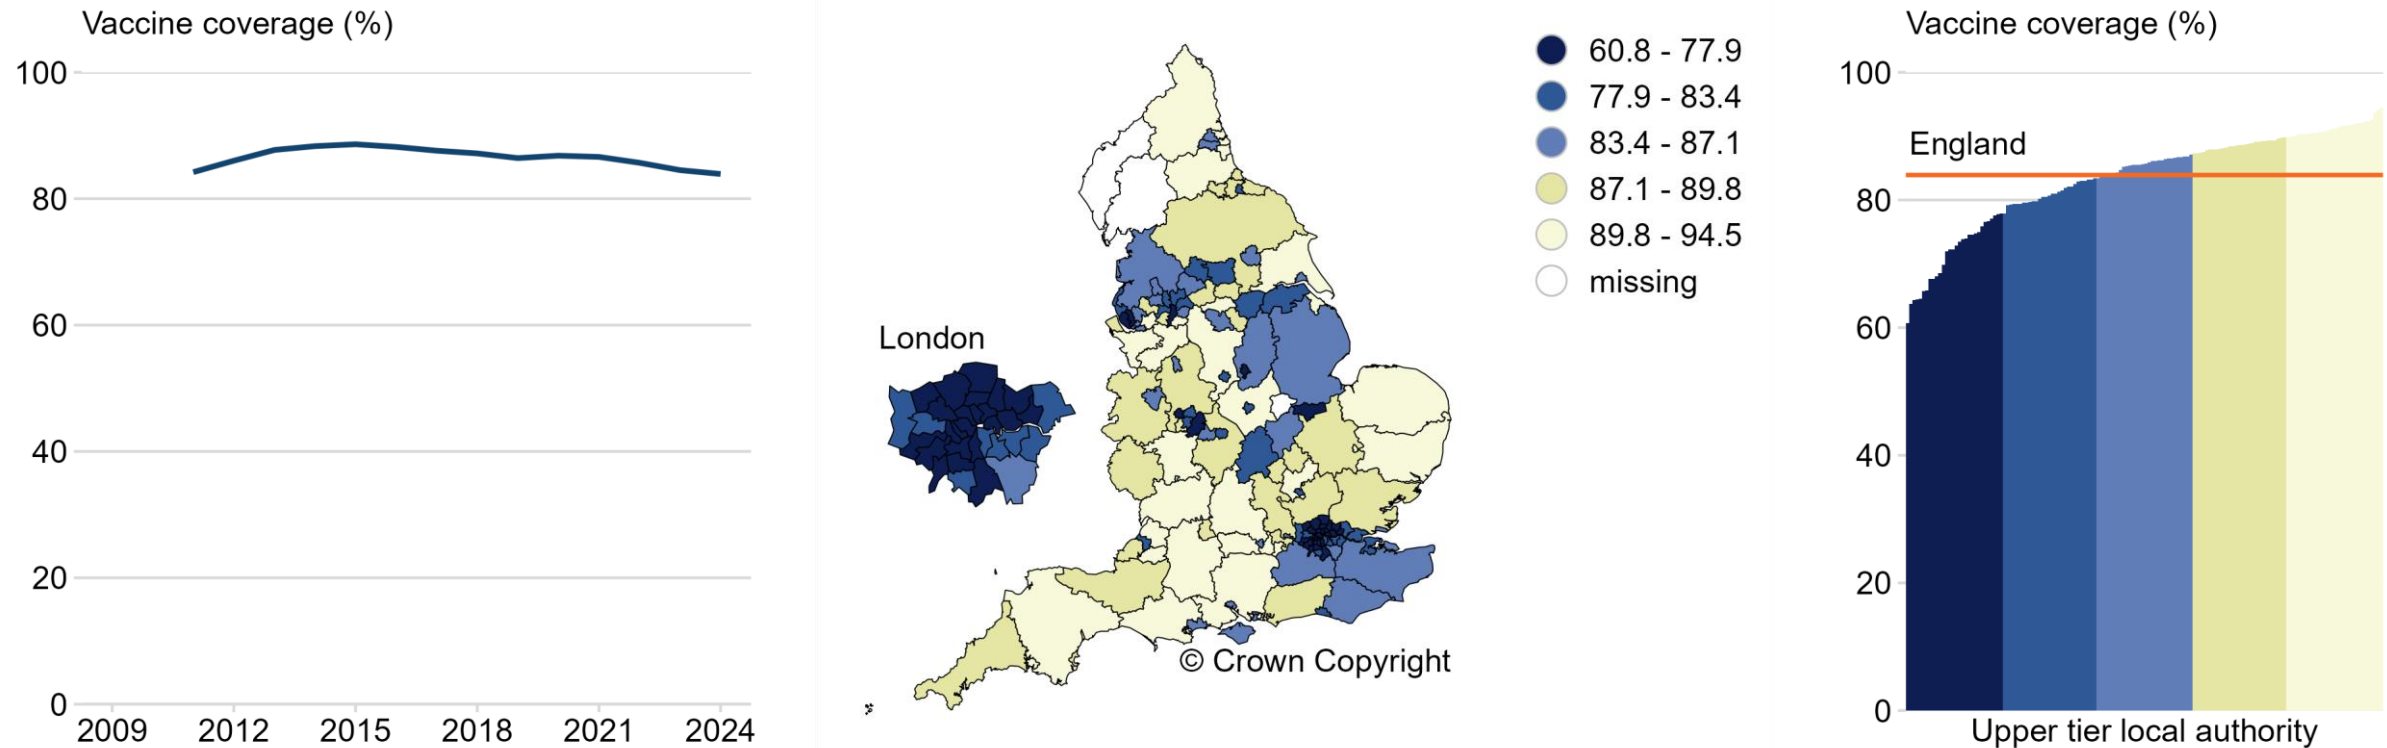 Vaccine coverage (%)
100
80
60
40
20
0
2009 2012 2015 2018 2021 2024
London
© Crown Copyright
60.8 - 77.9
77.9 - 83.4
83.4 - 87.1
87.1 - 89.8
89.8 - 94.5
missing
Vaccine coverage (%)
100
England
80
60
40
20
0
Upper tier local authority